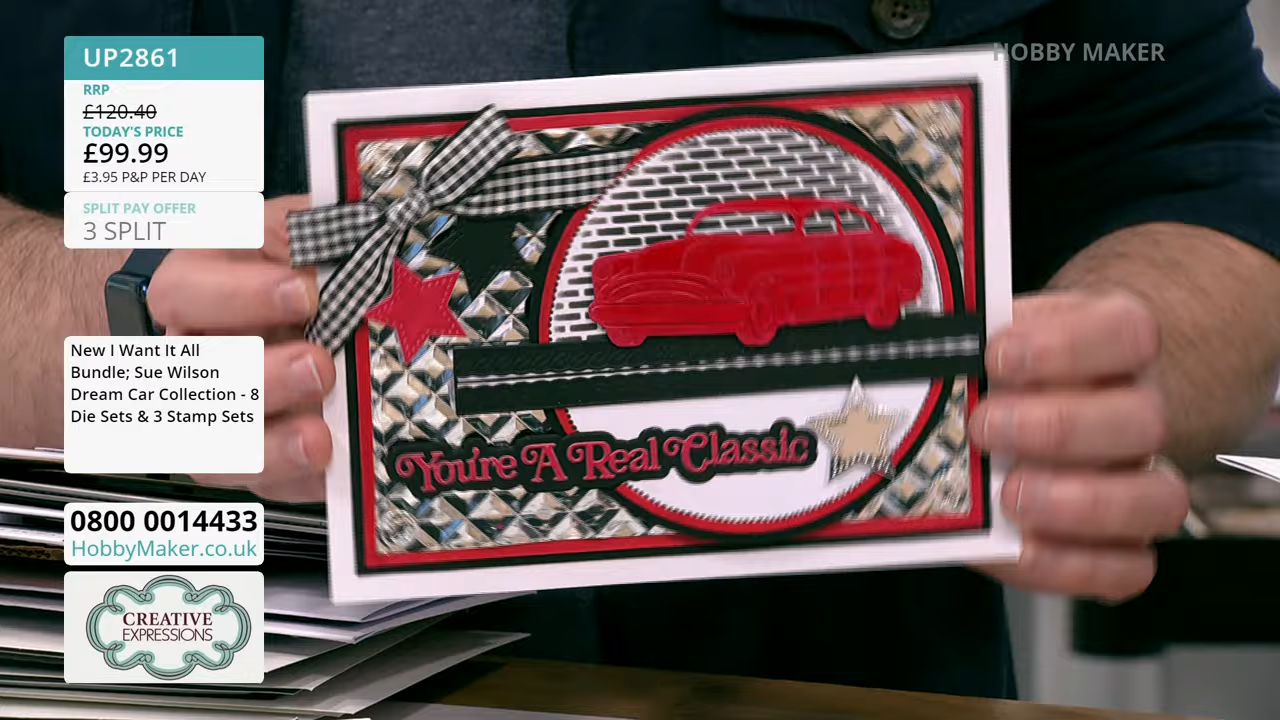 UP2861
RRP
£120.40
TODAY'S PRICE
£99.99
£3.95 P&P PER DAY
SPLIT PAY OFFER
3 SPLIT
New I Want It All
Bundle; Sue Wilson
Dream Car Collection - 8
Die Sets & 3 Stamp Sets
0800 0014433
HobbyMaker.co.uk
CREATIVE
EXPRESSIONS
HOBBY MAKER
You're A Real Classic